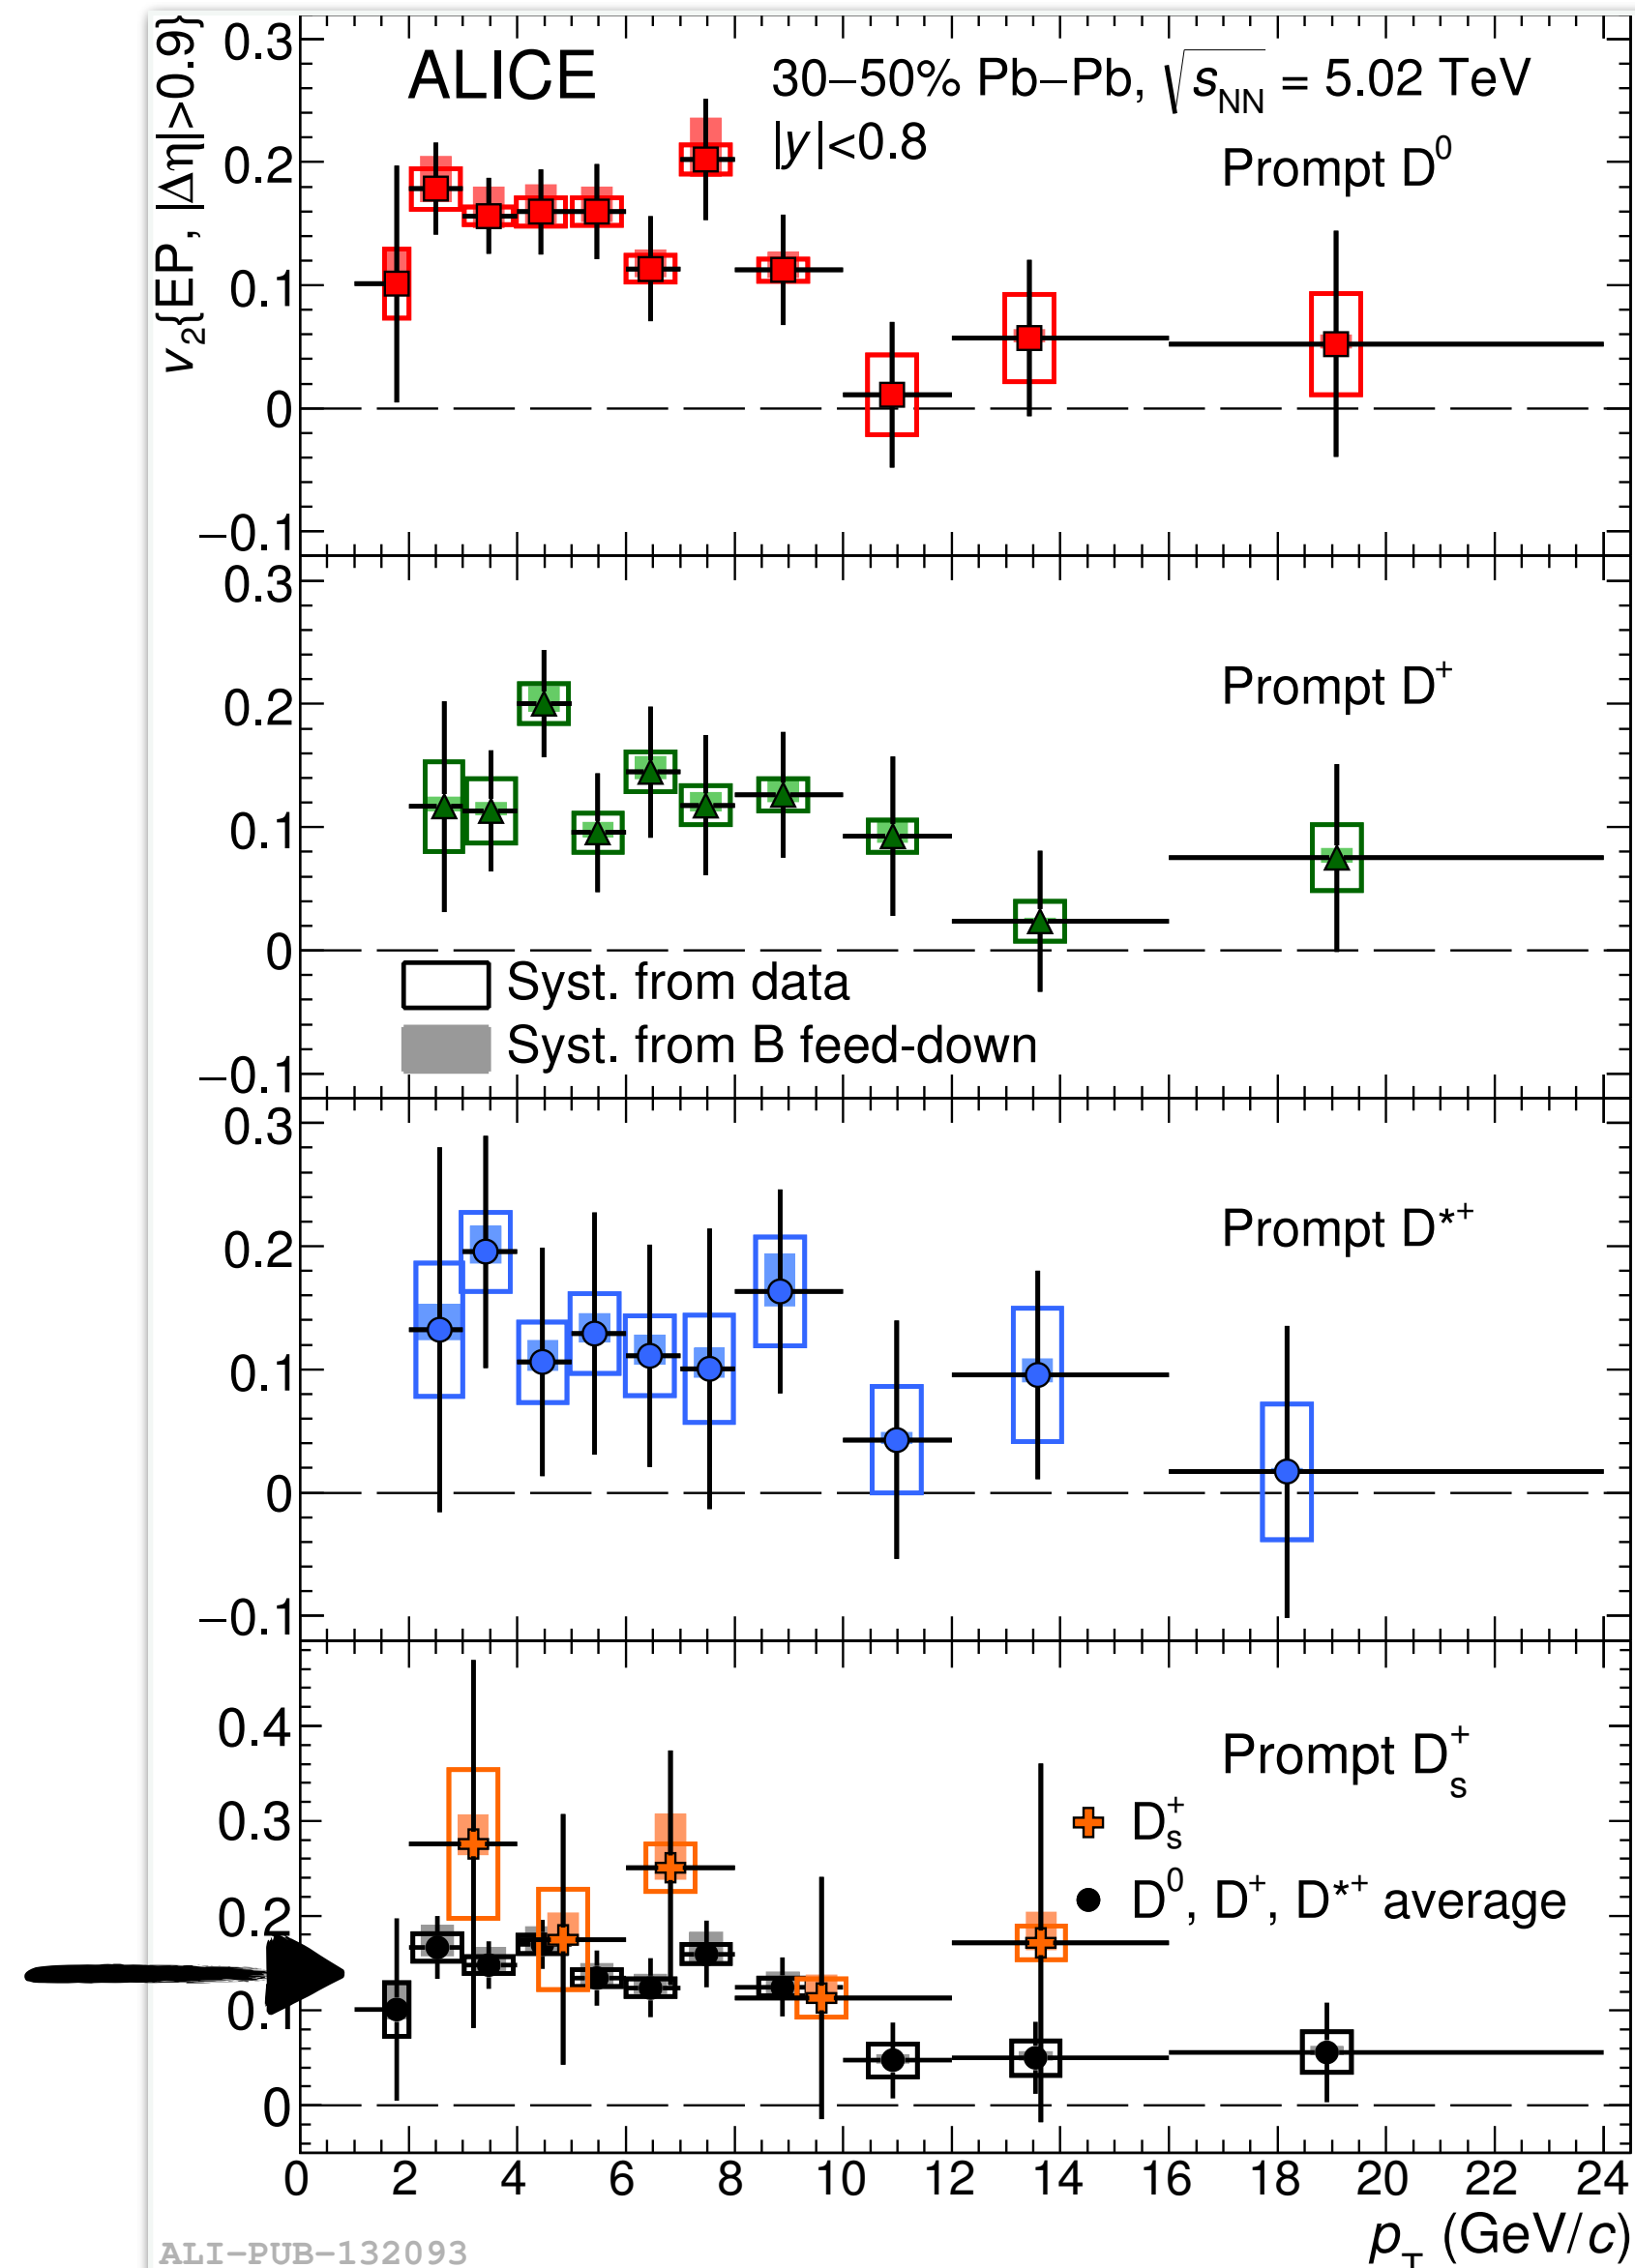 v₂{EP, |Δη|>0.9}
ALICE
30–50% Pb–Pb, √sNN = 5.02 TeV
|y|<0.8
Prompt D⁰
0.3
0.2
0.1
0
−0.1
Prompt D⁺
0.3
0.2
0.1
0
−0.1
Syst. from data
Syst. from B feed-down
Prompt D*⁺
0.3
0.2
0.1
0
−0.1
Prompt Dₛ⁺
Dₛ⁺
D⁰, D⁺, D*⁺ average
0.4
0.3
0.2
0.1
0
0 2 4 6 8 10 12 14 16 18 20 22 24
pT (GeV/c)
ALI−PUB−132093